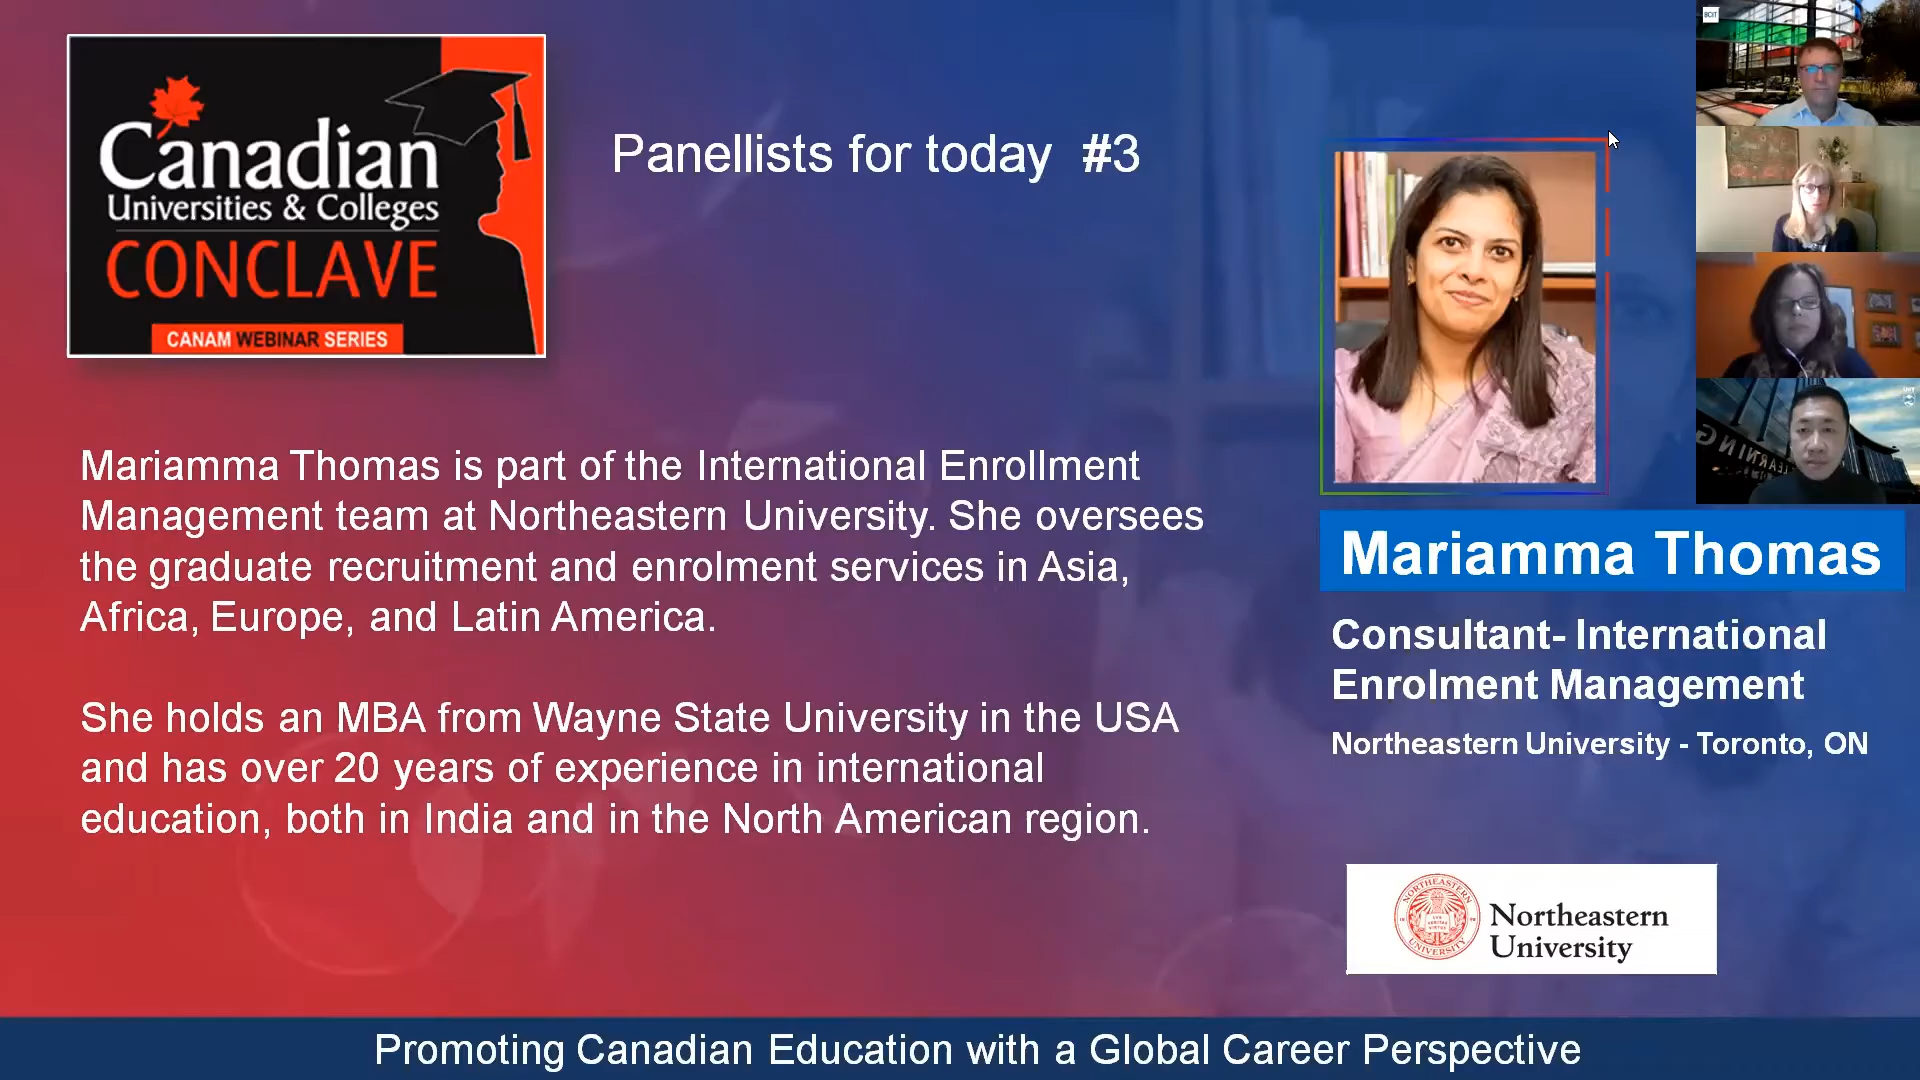 Canadian
Universities & Colleges
CONCLAVE
CANAM WEBINAR SERIES
Panellists for today #3
Mariamma Thomas is part of the International Enrollment
Management team at Northeastern University. She oversees
the graduate recruitment and enrolment services in Asia,
Africa, Europe, and Latin America.
She holds an MBA from Wayne State University in the USA
and has over 20 years of experience in international
education, both in India and in the North American region.
BCIT
LEARNING
Mariamma Thomas
Consultant- International
Enrolment Management
Northeastern University - Toronto, ON
NORTHEASTERN
UNIVERSITY
Northeastern
University
Promoting Canadian Education with a Global Career Perspective